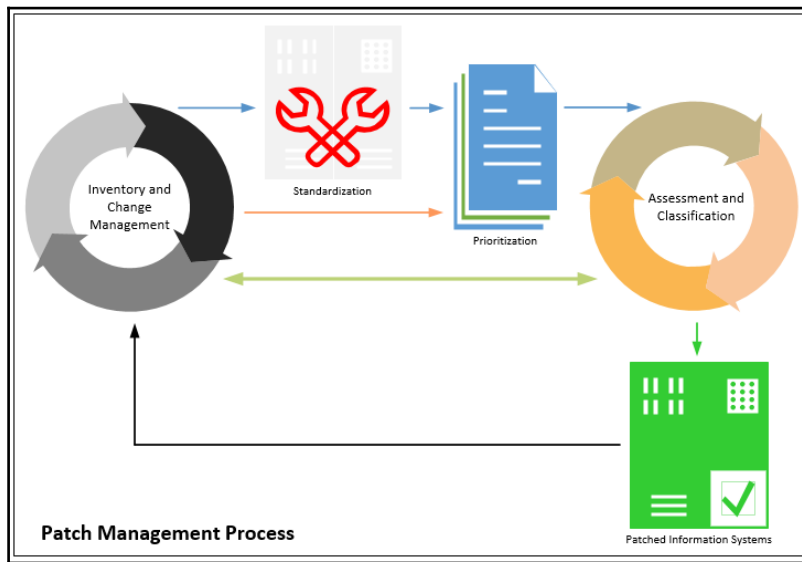 Inventory and
Change
Management
Standardization
Prioritization
Assessment and
Classification
Patched Information Systems
Patch Management Process